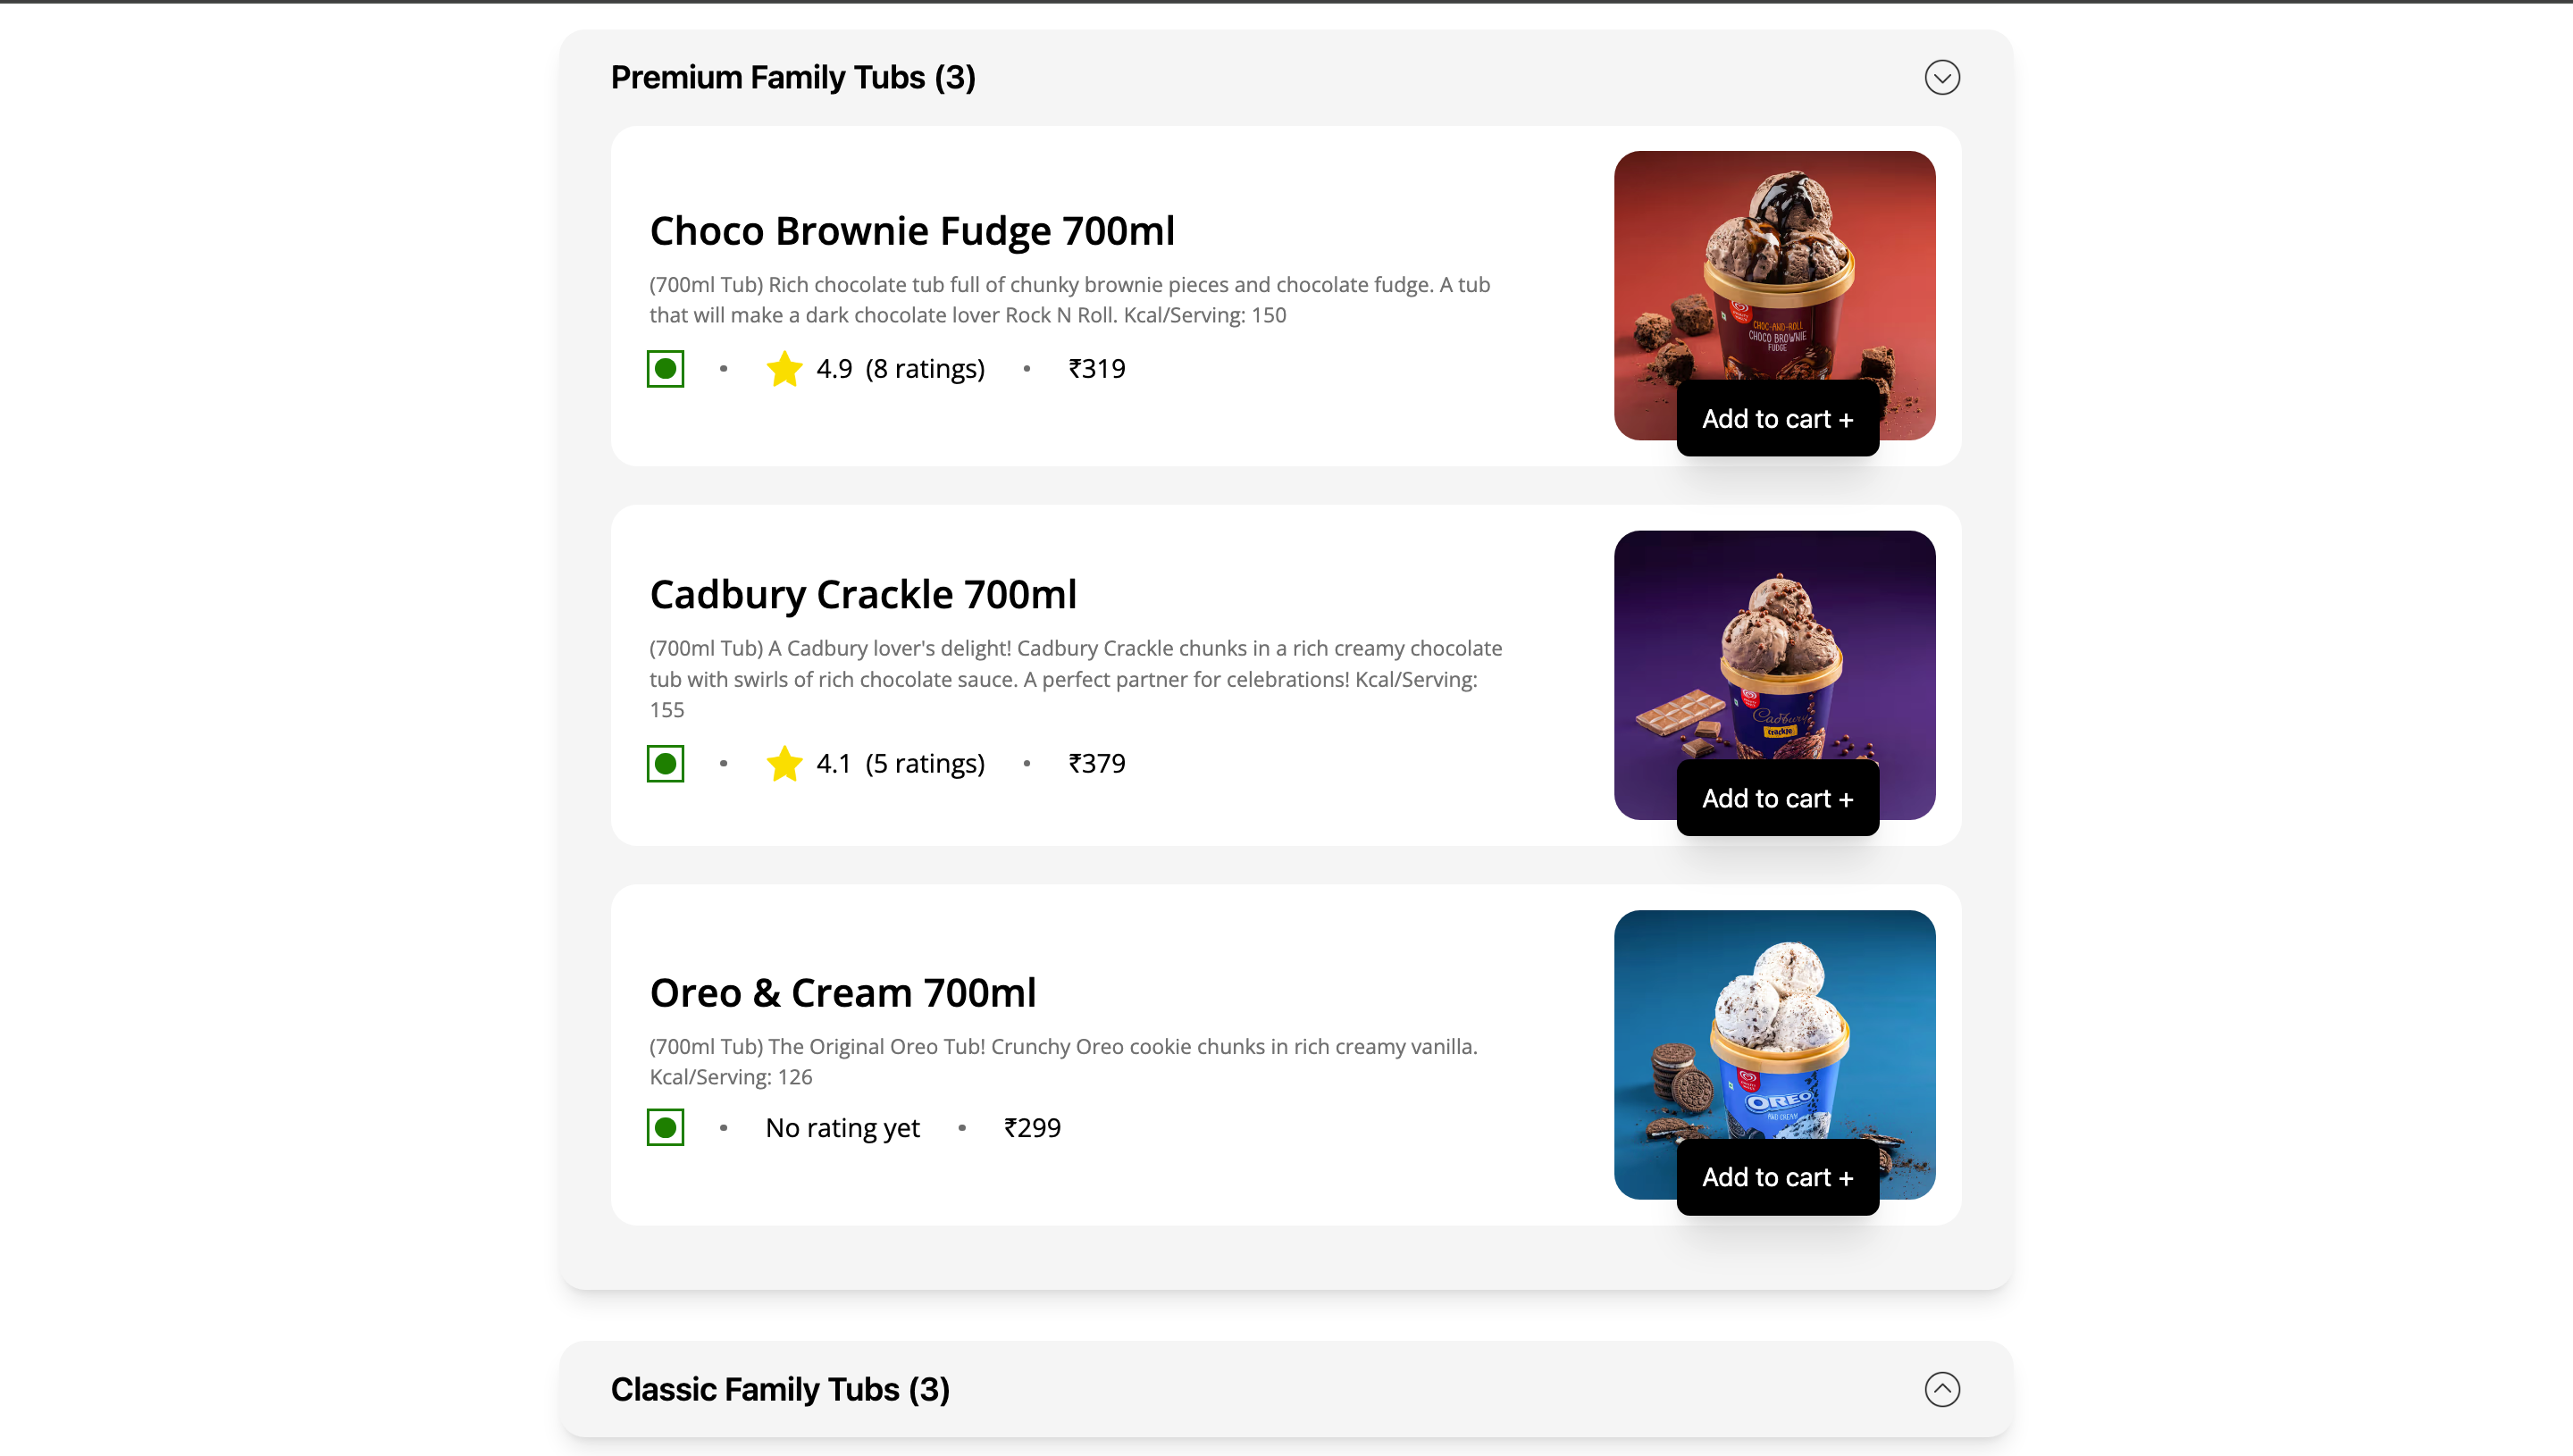 Premium Family Tubs (3)
Choco Brownie Fudge 700ml
(700ml Tub) Rich chocolate tub full of chunky brownie pieces and chocolate fudge. A tub
that will make a dark chocolate lover Rock N Roll. Kcal/Serving: 150
4.9 (8 ratings) • ₹319
CHOC-AND-ROLL
CHOCO BROWNIE
FUDGE
Add to cart +
Cadbury Crackle 700ml
(700ml Tub) A Cadbury lover's delight! Cadbury Crackle chunks in a rich creamy chocolate
tub with swirls of rich chocolate sauce. A perfect partner for celebrations! Kcal/Serving:
155
4.1 (5 ratings) • ₹379
Cadbury
crackle
Add to cart +
Oreo & Cream 700ml
(700ml Tub) The Original Oreo Tub! Crunchy Oreo cookie chunks in rich creamy vanilla.
Kcal/Serving: 126
No rating yet • ₹299
OREO
AND CREAM
Add to cart +
Classic Family Tubs (3)